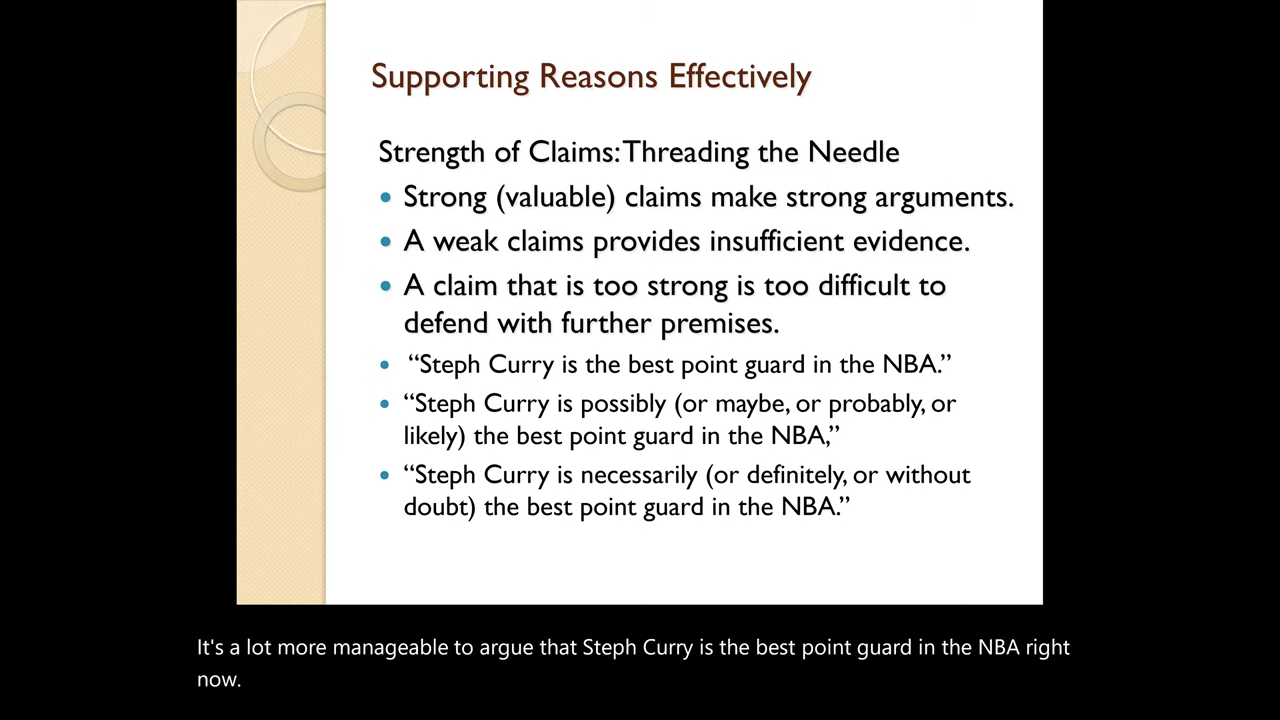 Supporting Reasons Effectively
Strength of Claims: Threading the Needle
• Strong (valuable) claims make strong arguments.
• A weak claims provides insufficient evidence.
• A claim that is too strong is too difficult to
defend with further premises.
• “Steph Curry is the best point guard in the NBA.”
• “Steph Curry is possibly (or maybe, or probably, or
likely) the best point guard in the NBA,”
• “Steph Curry is necessarily (or definitely, or without
doubt) the best point guard in the NBA.”
It's a lot more manageable to argue that Steph Curry is the best point guard in the NBA right
now.